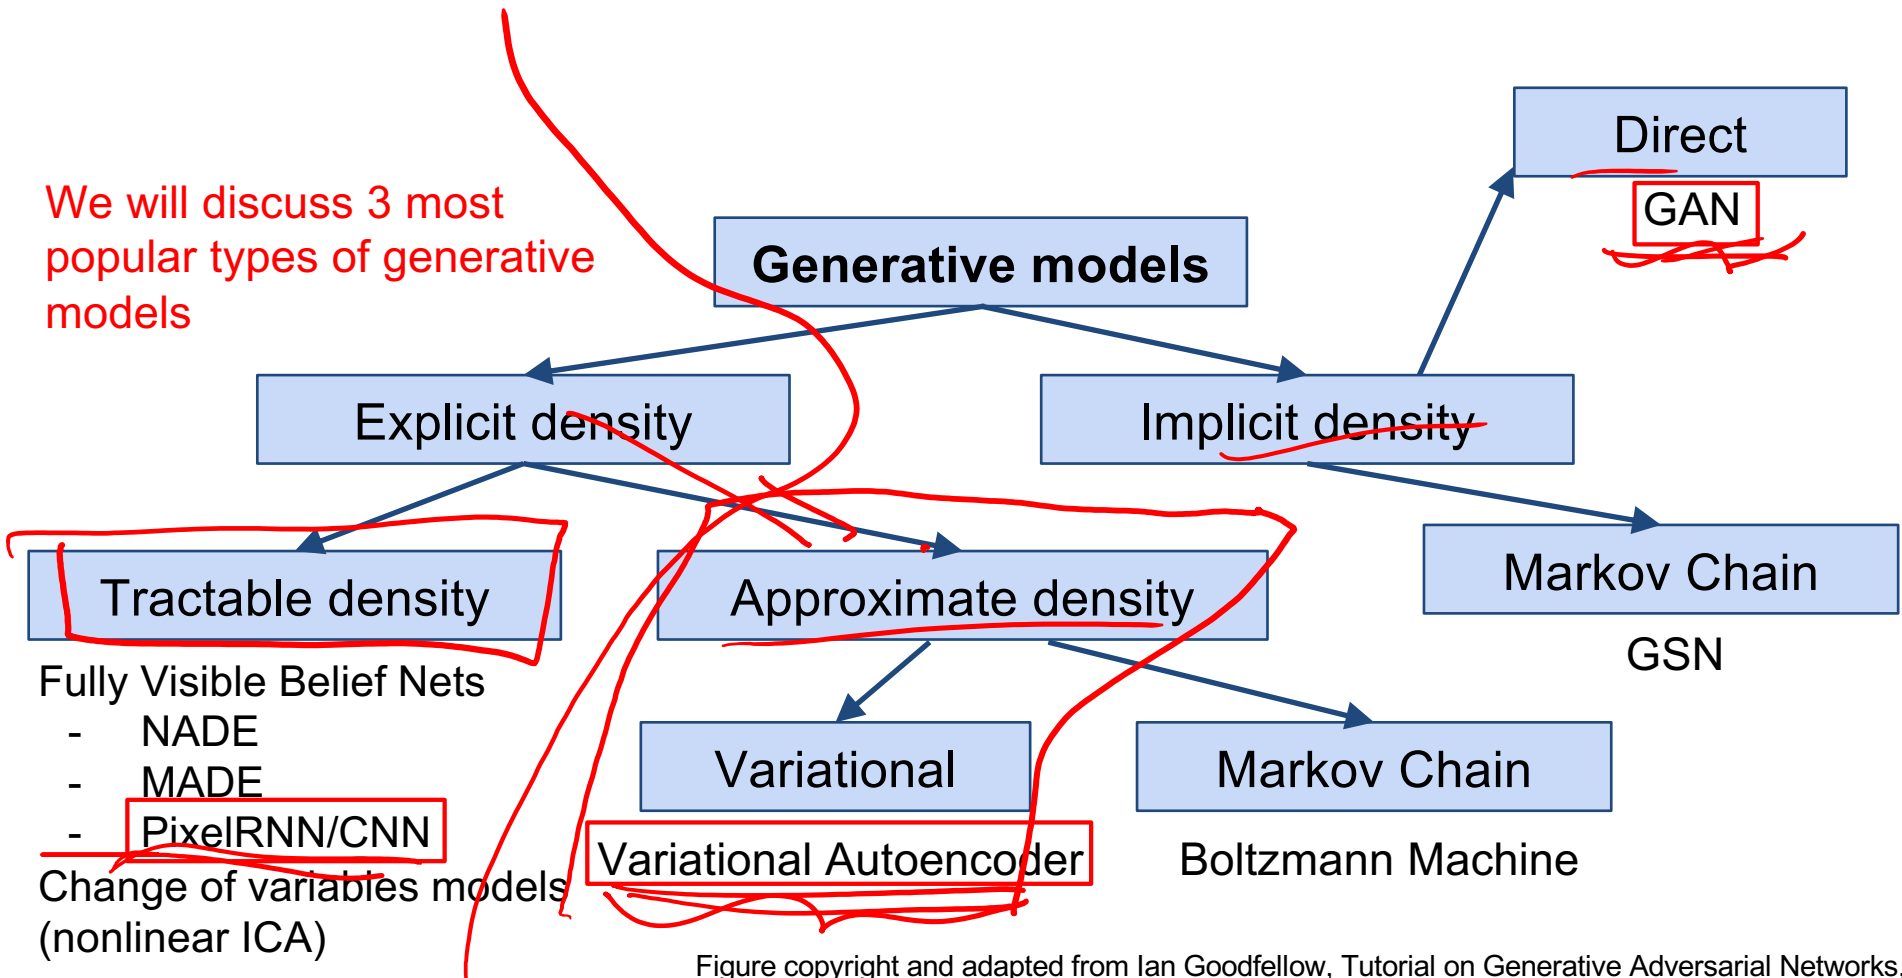 Direct
GAN
We will discuss 3 most
popular types of generative
models
Generative models
Explicit density
Implicit density
Tractable density
Approximate density
Markov Chain
GSN
Fully Visible Belief Nets
- NADE
- MADE
- PixelRNN/CNN
Change of variables models
(nonlinear ICA)
Variational
Markov Chain
Variational Autoencoder
Boltzmann Machine
Figure copyright and adapted from Ian Goodfellow, Tutorial on Generative Adversarial Networks,